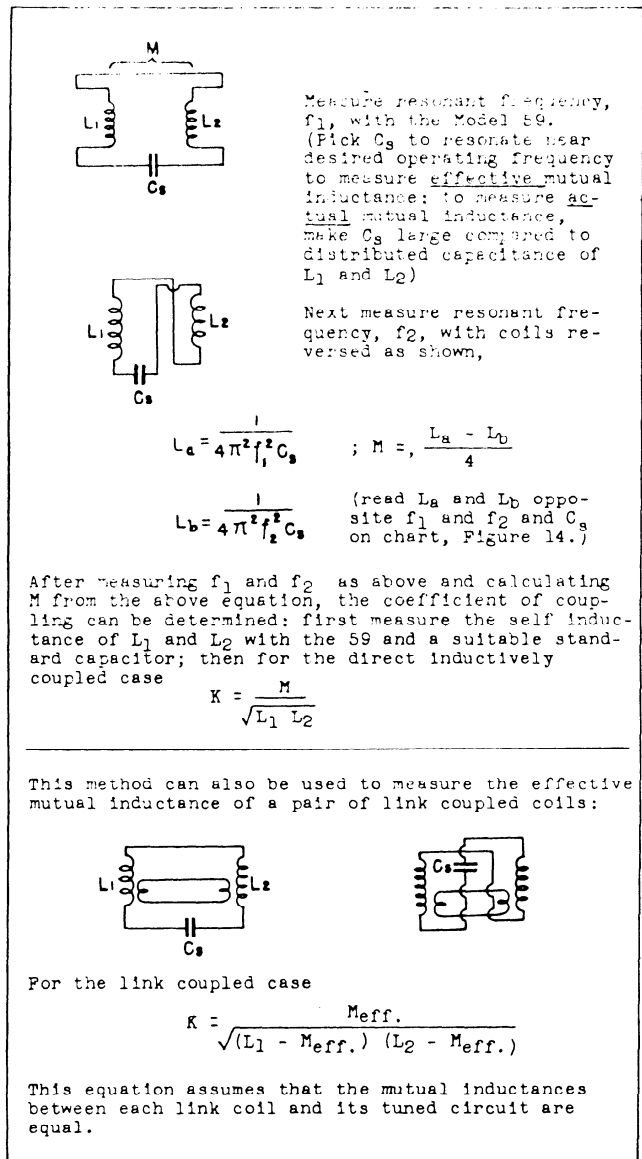 M
L1
L2
Cs
Measure resonant frequency,
f1, with the Model 59.
(Pick Cs to resonate near
desired operating frequency
to measure effective mutual
inductance: to measure ac-
tual mutual inductance,
make Cs large compared to
distributed capacitance of
L1 and L2)
L1
L2
Cs
Next measure resonant fre-
quency, f2, with coils re-
versed as shown,
La = 1 / 4π²f1²Cs ; M =, La - Lb / 4
Lb = 1 / 4π²f2²Cs
(read La and Lb oppo-
site f1 and f2 and Cs
on chart, Figure 14.)
After measuring f1 and f2 as above and calculating
M from the above equation, the coefficient of coup-
ling can be determined: first measure the self induc-
tance of L1 and L2 with the 59 and a suitable stand-
ard capacitor; then for the direct inductively
coupled case
K = M / √L1 L2
This method can also be used to measure the effective
mutual inductance of a pair of link coupled coils:
L1
L2
Cs
Cs
For the link coupled case
K = Meff. / √(L1 - Meff.) (L2 - Meff.)
This equation assumes that the mutual inductances
between each link coil and its tuned circuit are
equal.